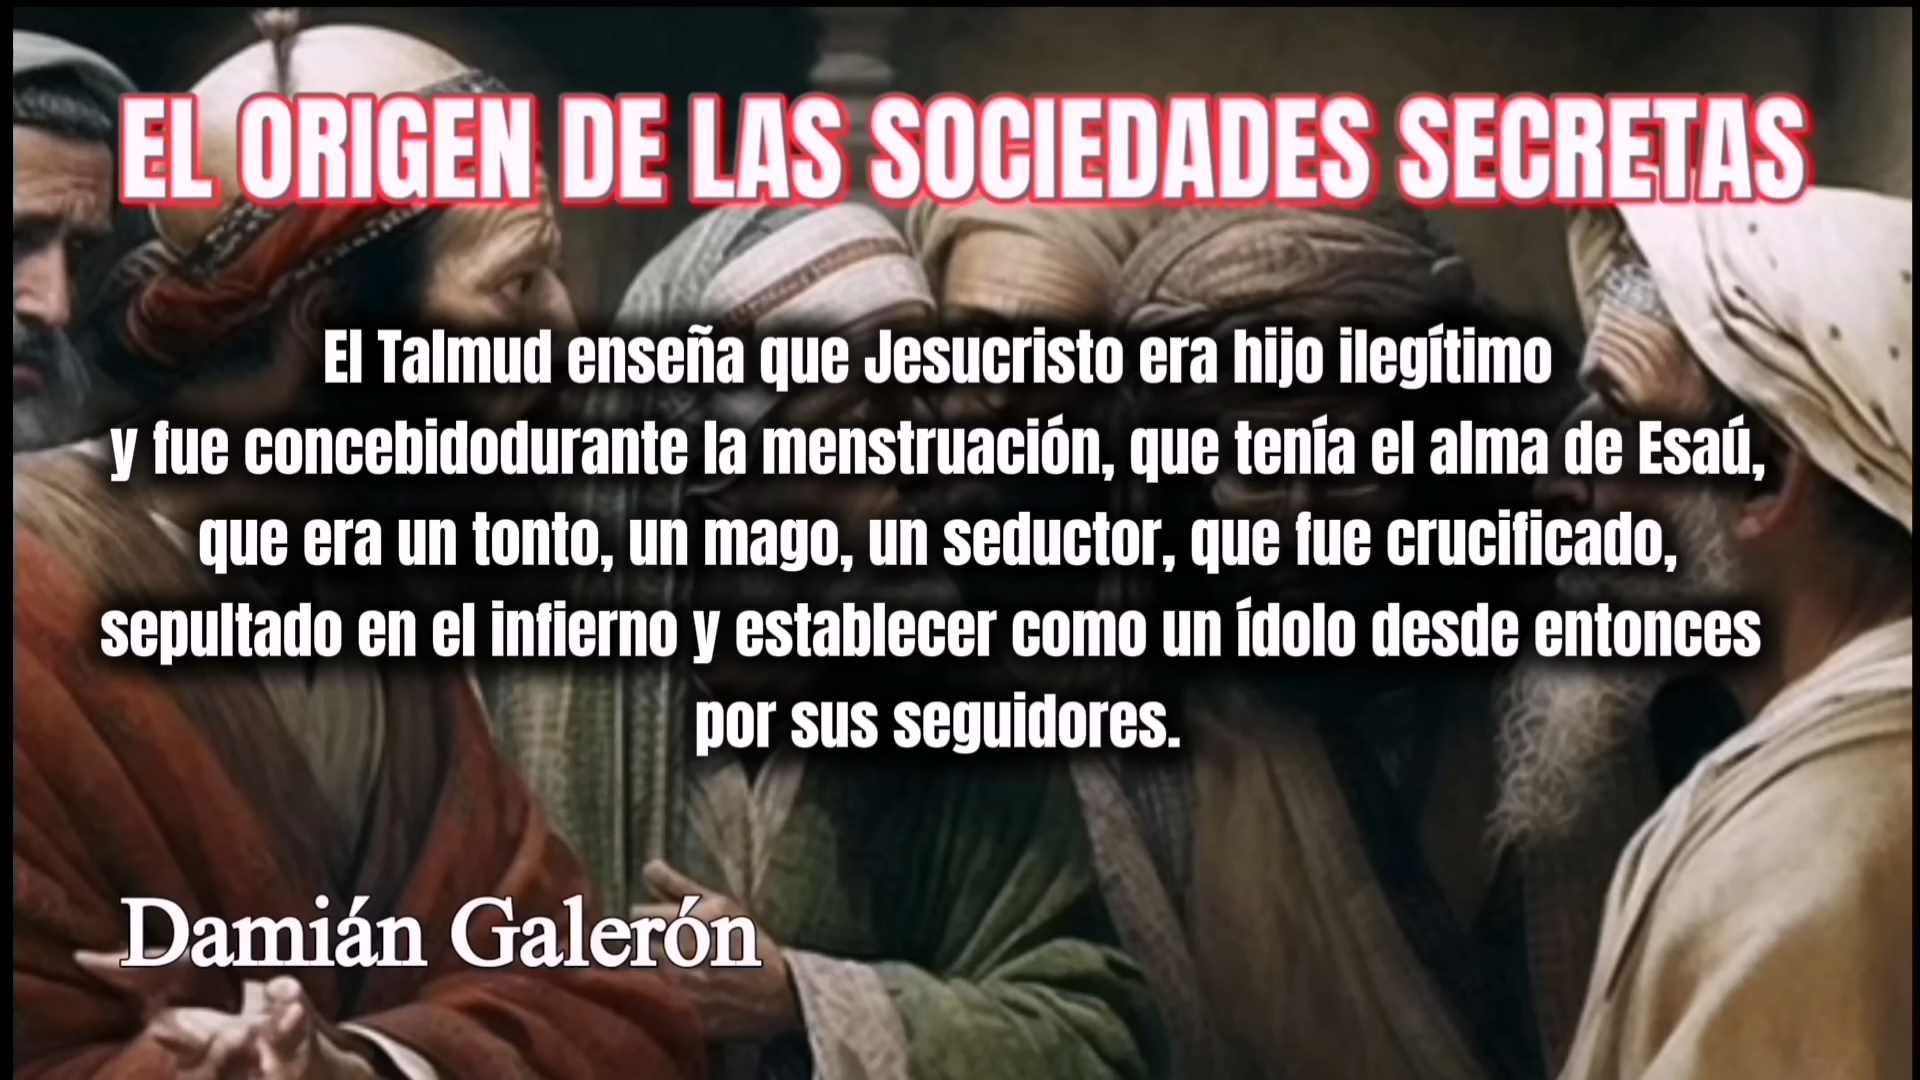 EL ORIGEN DE LAS SOCIEDADES SECRETAS
El Talmud enseña que Jesucristo era hijo ilegítimo
y fue concebidodurante la menstruación, que tenía el alma de Esaú,
que era un tonto, un mago, un seductor, que fue crucificado,
sepultado en el infierno y establecer como un ídolo desde entonces
por sus seguidores.
Damián Galerón